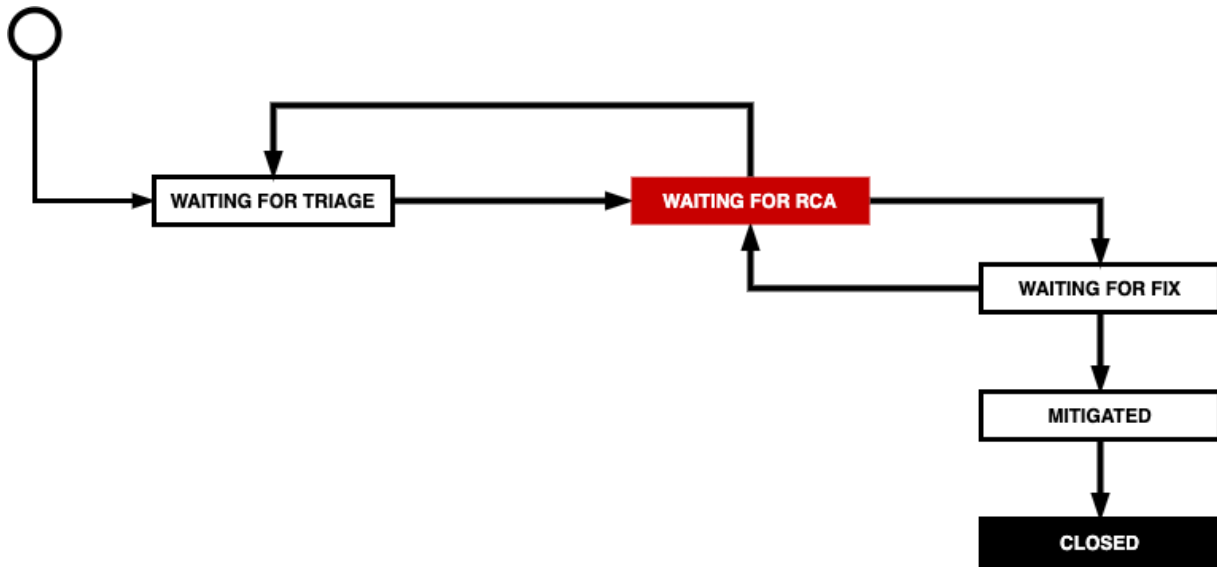 WAITING FOR TRIAGE
WAITING FOR RCA
WAITING FOR FIX
MITIGATED
CLOSED